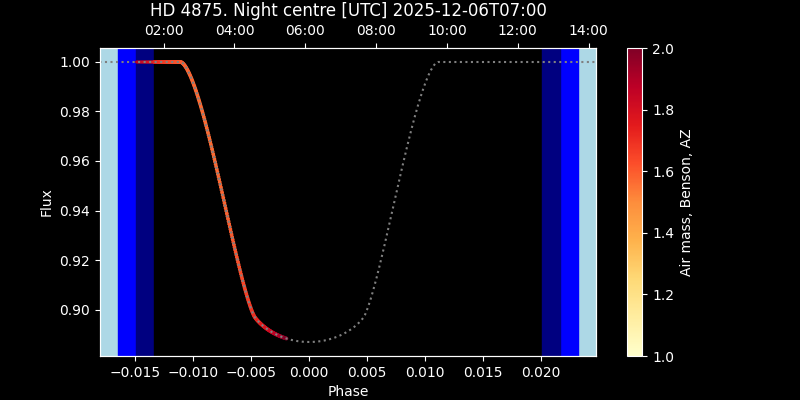 HD 4875. Night centre [UTC] 2025-12-06T07:00
02:00 04:00 06:00 08:00 10:00 12:00 14:00
1.00
0.98
0.96
0.94
0.92
0.90
Flux
−0.015 −0.010 −0.005 0.000 0.005 0.010 0.015 0.020
Phase
2.0
1.8
1.6
1.4
1.2
1.0
Air mass, Benson, AZ